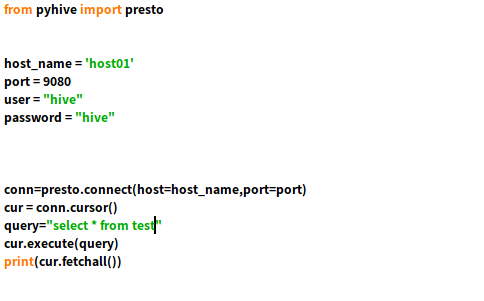 from pyhive import presto
host_name = 'host01'
port = 9080
user = "hive"
password = "hive"
conn=presto.connect(host=host_name,port=port)
cur = conn.cursor()
query="select * from test"
cur.execute(query)
print(cur.fetchall())